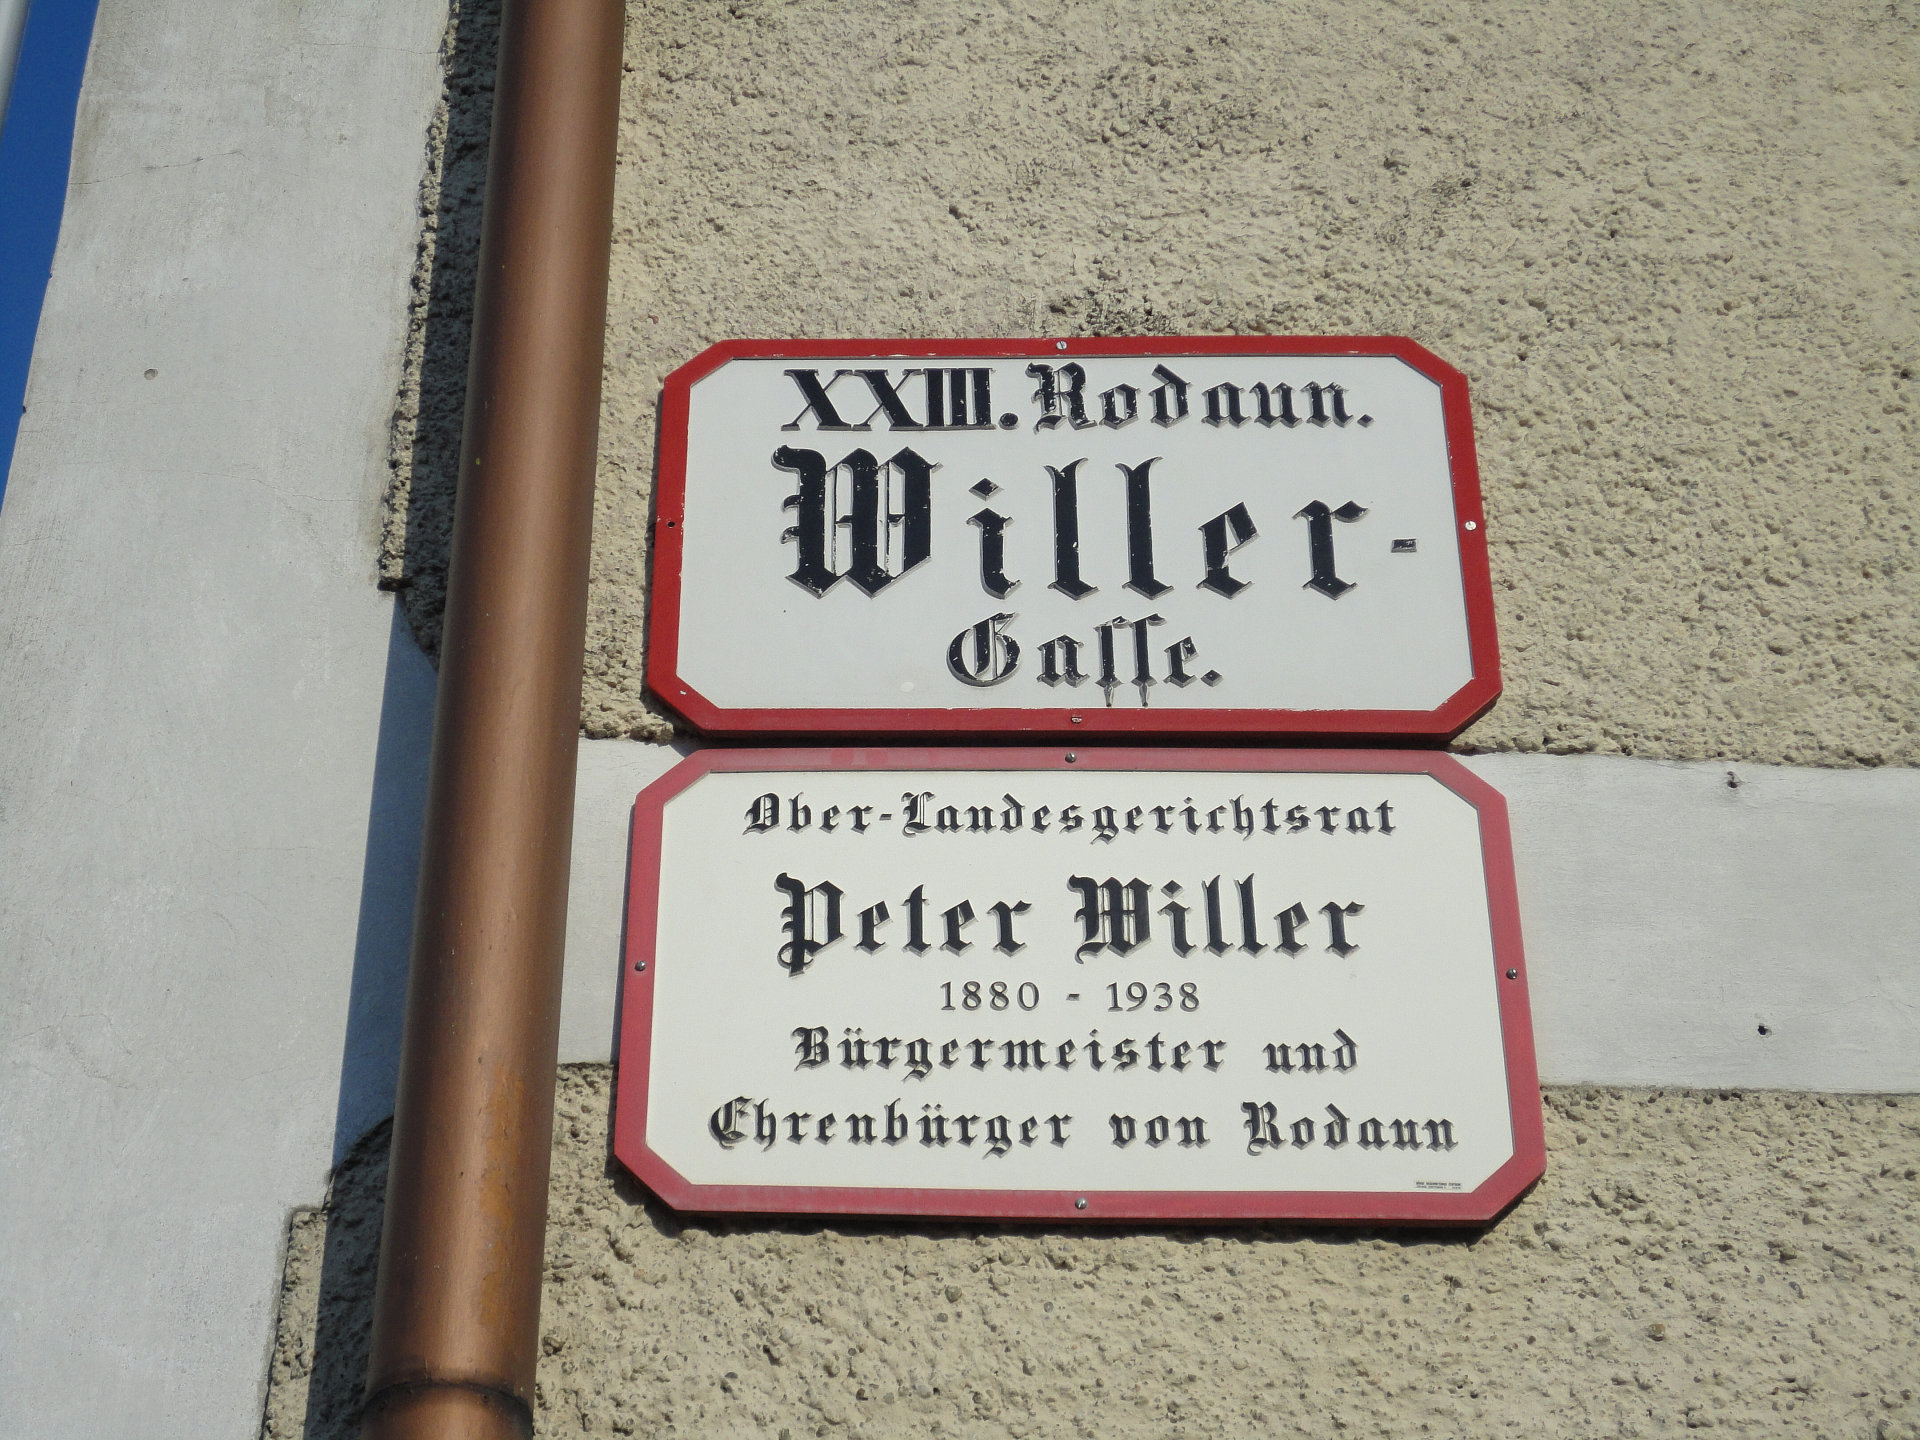 XXIII. Rodaun.
Willer-
Gaſſe.
Ober-Landesgerichtsrat
Peter Willer
1880 - 1938
Bürgermeister und
Ehrenbürger von Rodaun